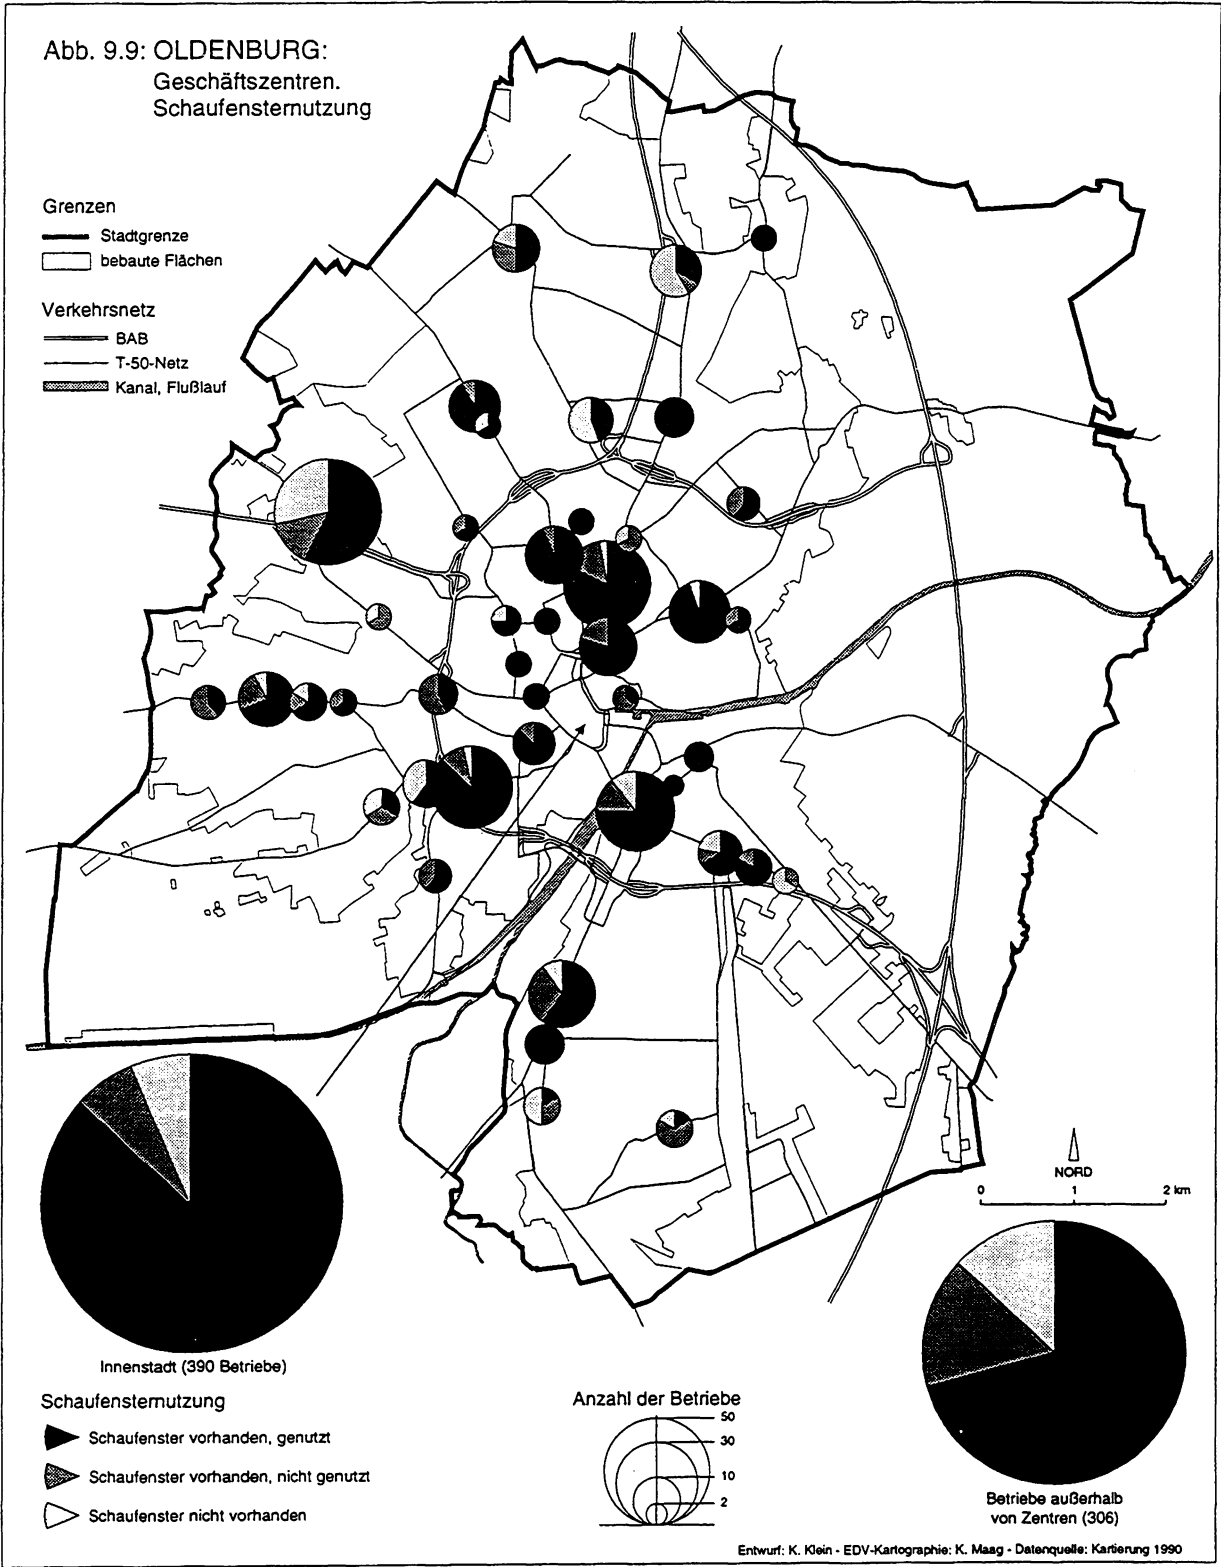 Abb. 9.9: OLDENBURG:
Geschäftszentren.
Schaufensternutzung
Grenzen
Stadtgrenze
bebaute Flächen
Verkehrsnetz
BAB
T-50-Netz
Kanal, Flußlauf
NORD
0 1 2 km
Innenstadt (390 Betriebe)
Schaufensternutzung
Schaufenster vorhanden, genutzt
Schaufenster vorhanden, nicht genutzt
Schaufenster nicht vorhanden
Anzahl der Betriebe
50
30
10
2
Betriebe außerhalb
von Zentren (306)
Entwurf: K. Klein - EDV-Kartographie: K. Maag - Datenquelle: Kartierung 1990